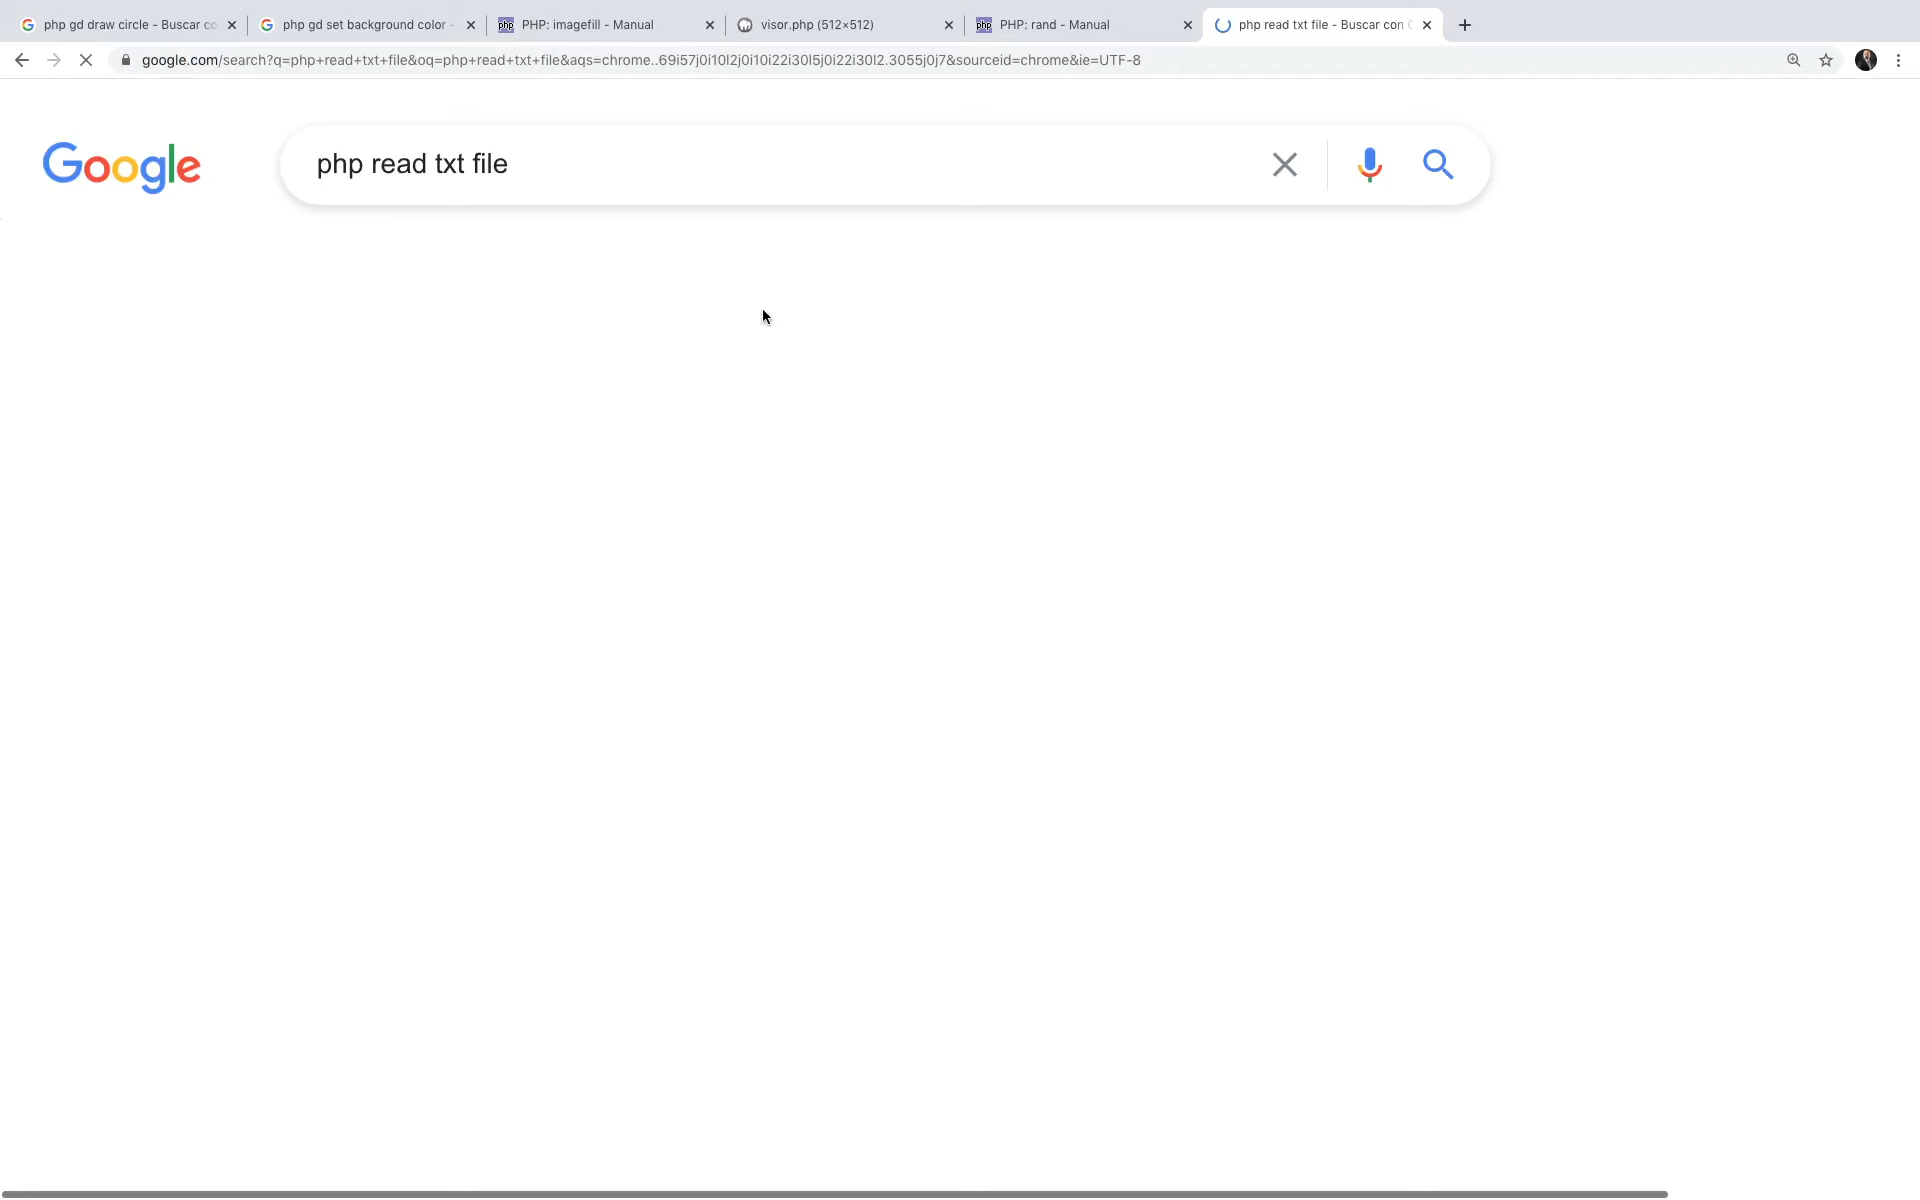 php gd draw circle - Buscar co
php gd set background color -
php PHP: imagefill - Manual
visor.php (512×512)
php PHP: rand - Manual
php read txt file - Buscar con G
google.com/search?q=php+read+txt+file&oq=php+read+txt+file&aqs=chrome..69i57j0i10l2j0i10i22i30l5j0i22i30l2.3055j0j7&sourceid=chrome&ie=UTF-8
Google
php read txt file